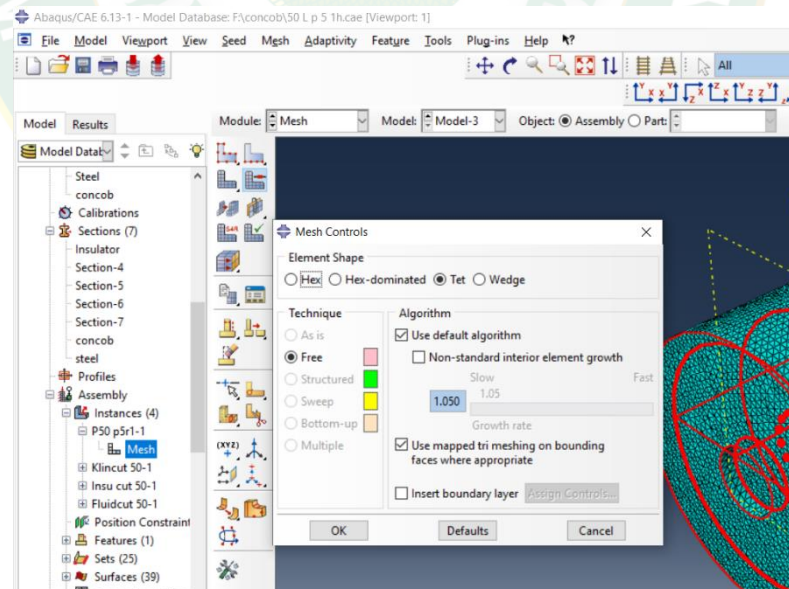 Abaqus/CAE 6.13-1 - Model Database: F:\concob\50 L p 5 1h.cae [Viewport: 1]
File Model Viewport View Seed Mesh Adaptivity Feature Tools Plug-ins Help
All
Model Results
Module: Mesh Model: Model-3 Object: Assembly Part:
Model Datab
Steel
concob
Calibrations
Sections (7)
Insulator
Section-4
Section-5
Section-6
Section-7
concob
steel
Profiles
Assembly
Instances (4)
P50 p5r1-1
Mesh
Klincut 50-1
Insu cut 50-1
Fluidcut 50-1
Position Constraint
Features (1)
Sets (25)
Surfaces (39)
(XYZ)
Mesh Controls
Element Shape
Hex Hex-dominated Tet Wedge
Technique
As is
Free
Structured
Sweep
Bottom-up
Multiple
Algorithm
Use default algorithm
Non-standard interior element growth
Slow Fast
1.050 1.05
Growth rate
Use mapped tri meshing on bounding
faces where appropriate
Insert boundary layer Assign Controls...
OK Defaults Cancel